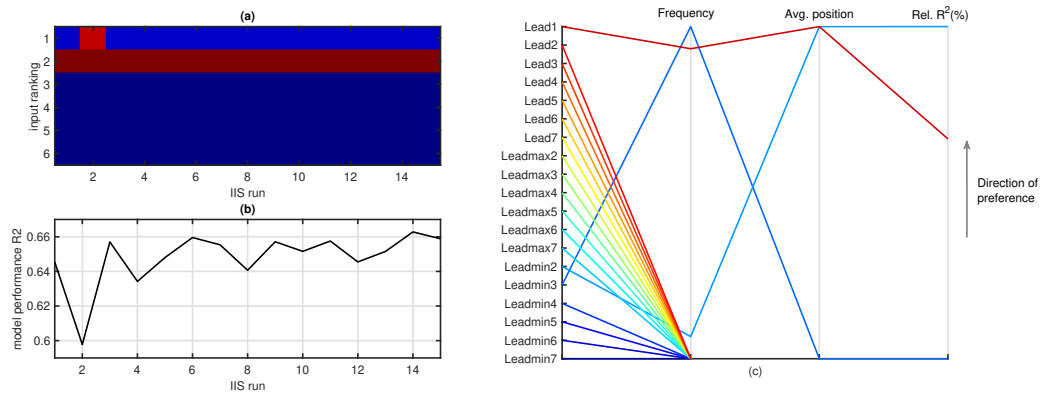 (a)
input ranking
1
2
3
4
5
6
2 4 6 8 10 12 14
IIS run
(b)
model performance R2
0.66
0.64
0.62
0.6
2 4 6 8 10 12 14
IIS run
Frequency Avg. position Rel. R²(%)
Lead1
Lead2
Lead3
Lead4
Lead5
Lead6
Lead7
Leadmax2
Leadmax3
Leadmax4
Leadmax5
Leadmax6
Leadmax7
Leadmin2
Leadmin3
Leadmin4
Leadmin5
Leadmin6
Leadmin7
Direction of
preference
(c)